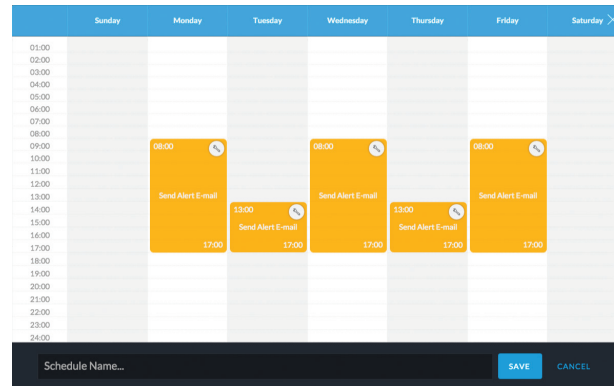 Sunday Monday Tuesday Wednesday Thursday Friday Saturday
01:00
02:00
03:00
04:00
05:00
06:00
07:00
08:00
09:00 08:00 08:00 08:00
10:00
11:00
12:00
13:00 Send Alert E-mail Send Alert E-mail Send Alert E-mail
14:00 13:00 13:00
15:00 Send Alert E-mail Send Alert E-mail
16:00
17:00 17:00 17:00 17:00 17:00 17:00
18:00
19:00
20:00
21:00
22:00
23:00
24:00
Schedule Name... SAVE CANCEL